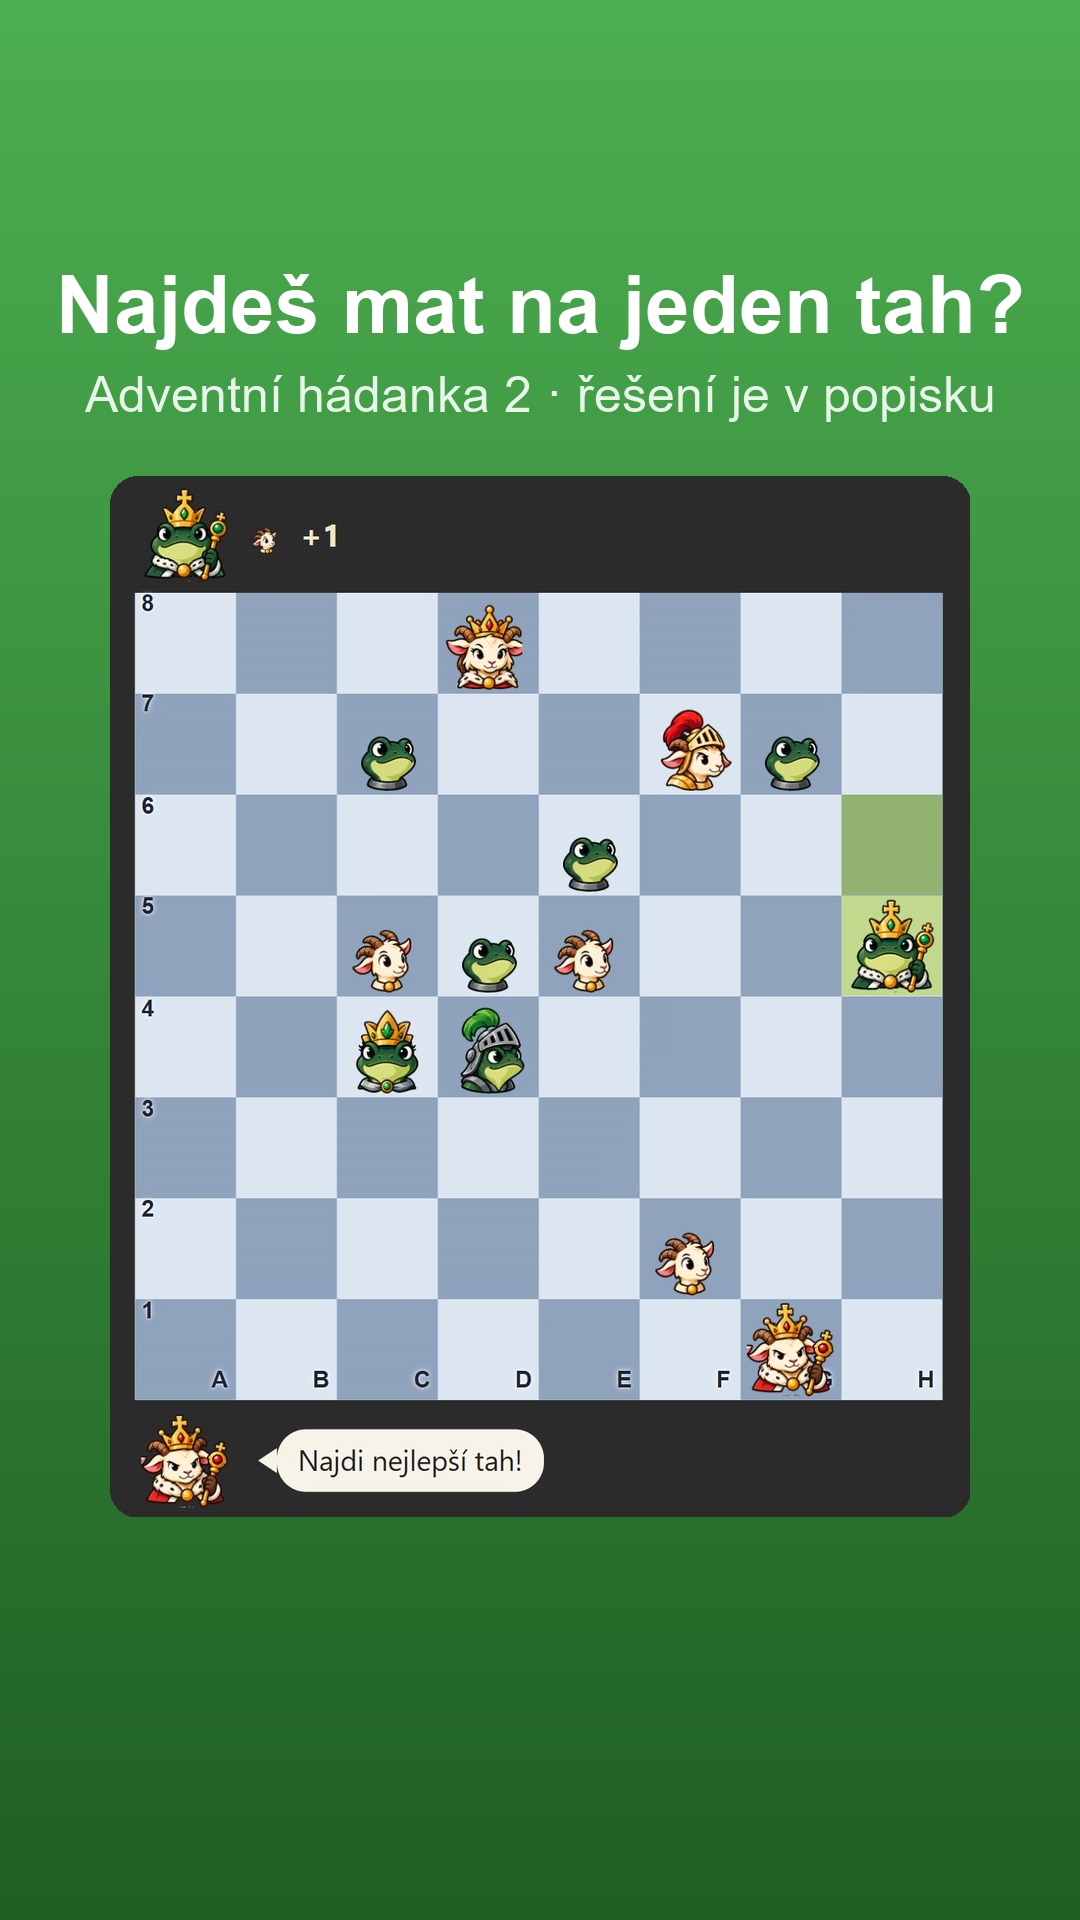 Najdeš mat na jeden tah?
Adventní hádanka 2 · řešení je v popisku
+1
8
7
6
5
4
3
2
1
A B C D E F G H
Najdi nejlepší tah!